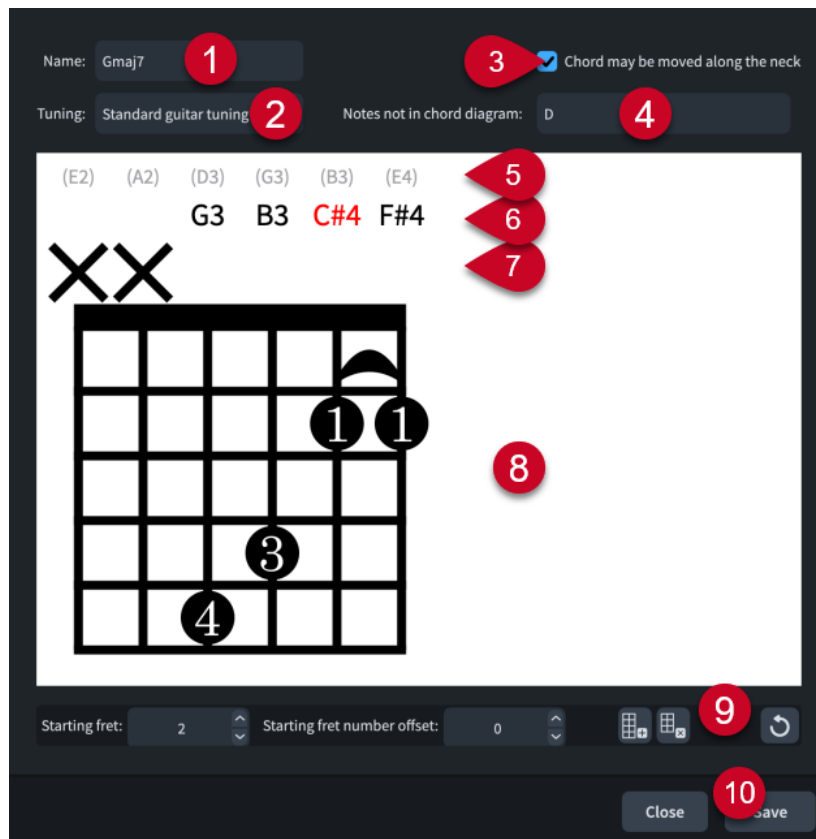 Name: Gmaj7 1 3 Chord may be moved along the neck
Tuning: Standard guitar tuning 2 Notes not in chord diagram: D 4
(E2) (A2) (D3) (G3) (B3) (E4) 5
G3 B3 C#4 F#4 6
7
1 1
8
3
4
Starting fret: 2 Starting fret number offset: 0 9
Close 10 ave